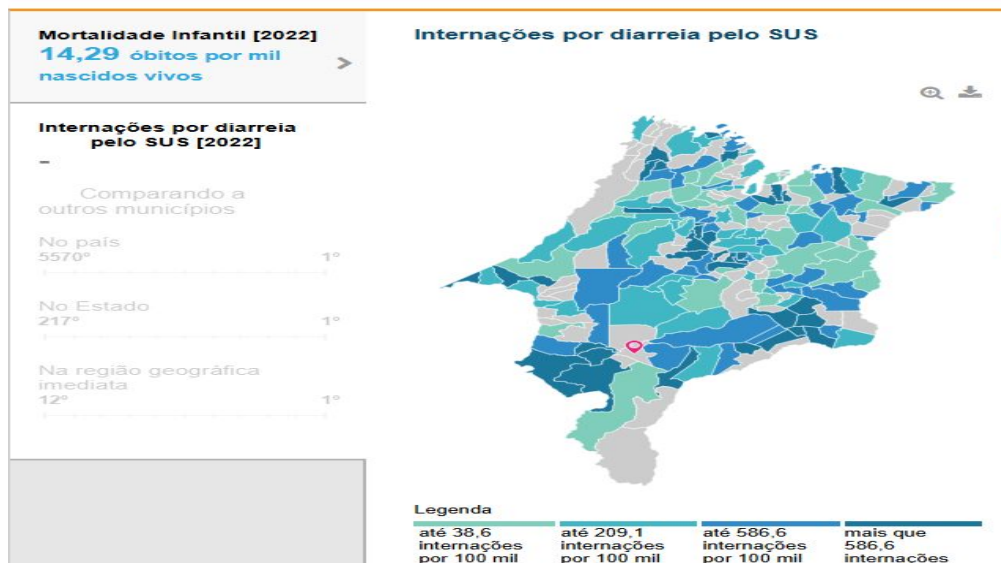 Mortalidade Infantil [2022]
14,29 óbitos por mil
nascidos vivos
Internações por diarreia
pelo SUS [2022]
-
Comparando a
outros municípios
No país
5570° 1°
No Estado
217° 1°
Na região geográfica
imediata
12° 1°
Internações por diarreia pelo SUS
Legenda
até 38,6
internações
por 100 mil
até 209,1
internações
por 100 mil
até 586,6
internações
por 100 mil
mais que
586,6
internações